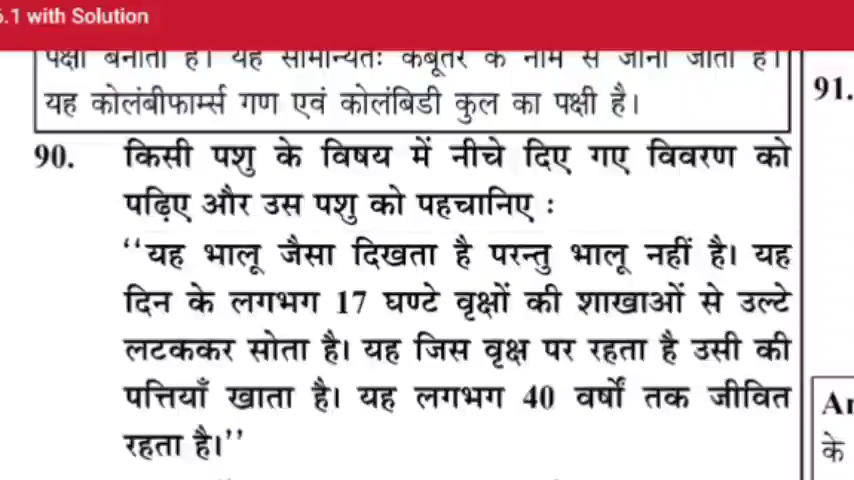 6.1 with Solution
पक्षी बनाता है। यह सामान्यतः कबूतर के नाम से जाना जाता है।
यह कोलंबीफार्म्स गण एवं कोलंबिडी कुल का पक्षी है।
90. किसी पशु के विषय में नीचे दिए गए विवरण को
पढ़िए और उस पशु को पहचानिए :
‘‘यह भालू जैसा दिखता है परन्तु भालू नहीं है। यह
दिन के लगभग 17 घण्टे वृक्षों की शाखाओं से उल्टे
लटककर सोता है। यह जिस वृक्ष पर रहता है उसी की
पत्तियाँ खाता है। यह लगभग 40 वर्षों तक जीवित
रहता है।’’
91.
An
के